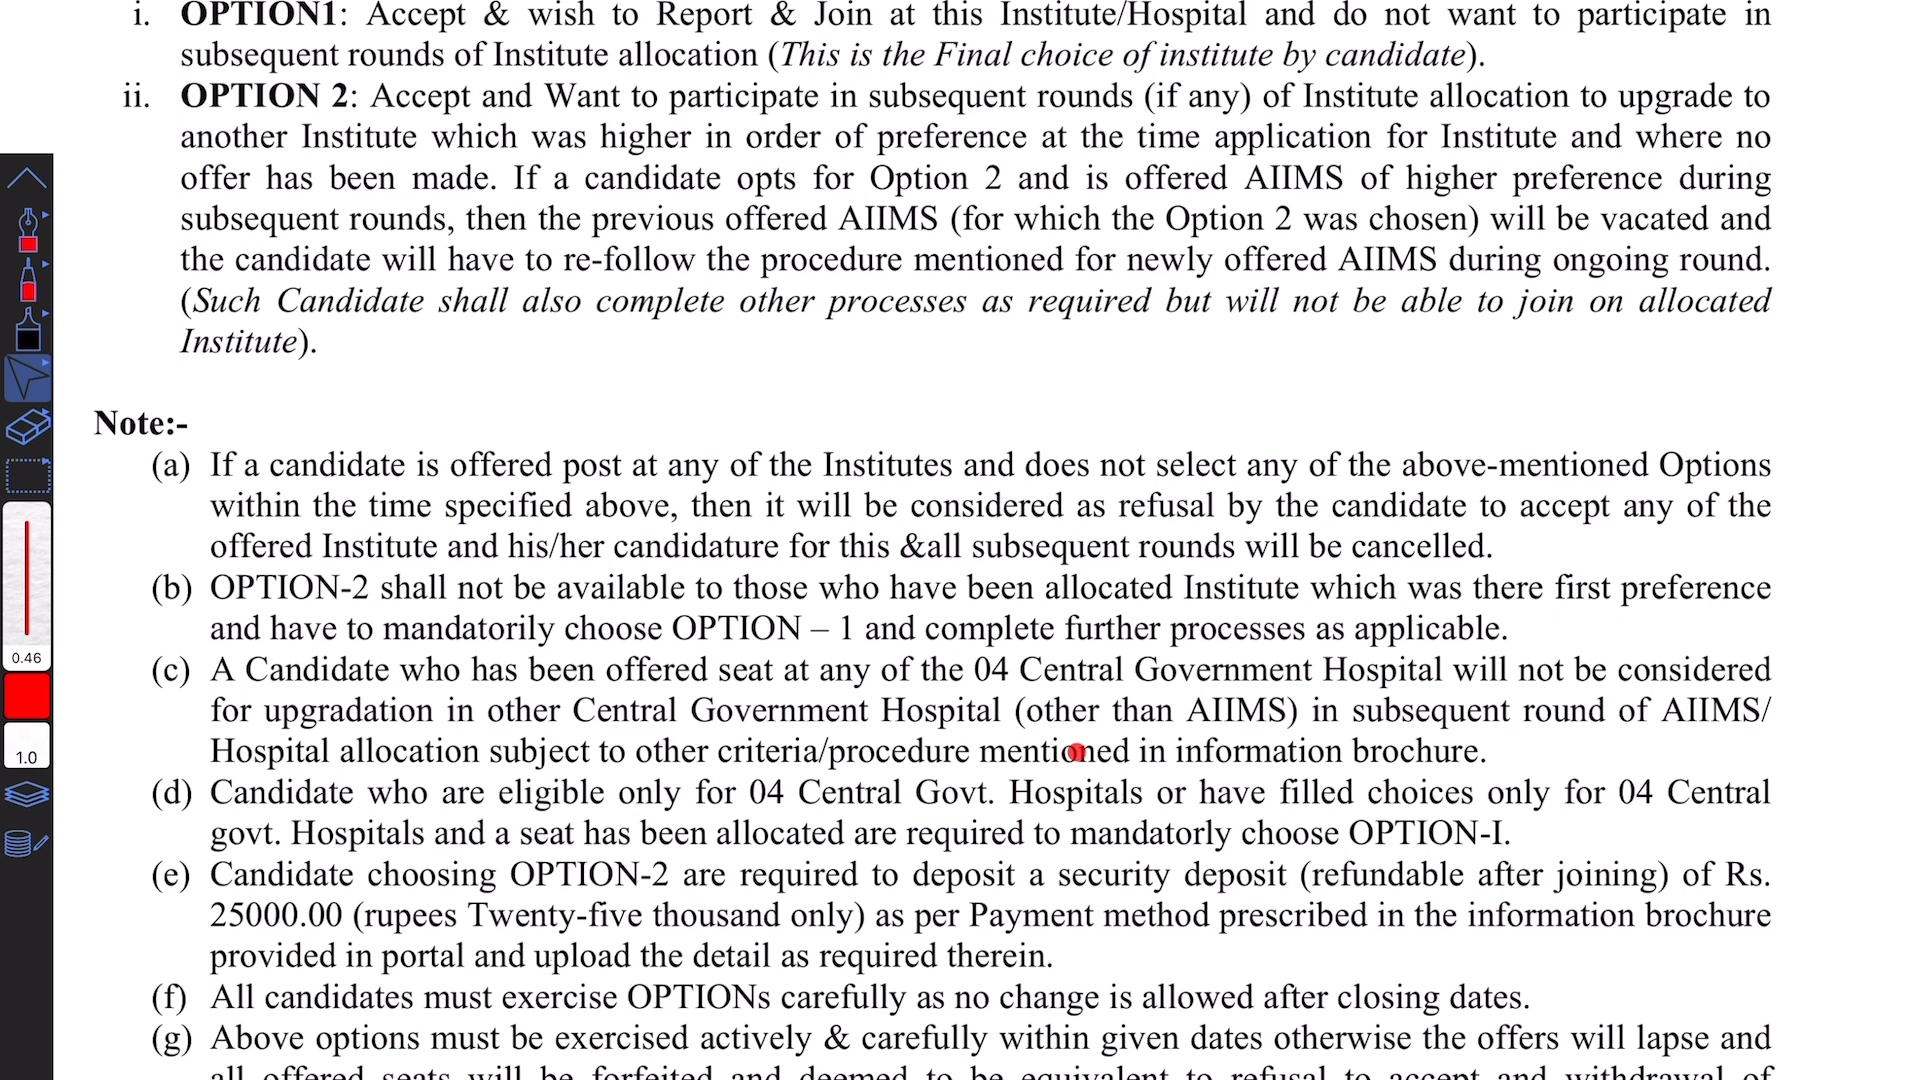 i. OPTION1: Accept & wish to Report & Join at this Institute/Hospital and do not want to participate in
subsequent rounds of Institute allocation (This is the Final choice of institute by candidate).
ii. OPTION 2: Accept and Want to participate in subsequent rounds (if any) of Institute allocation to upgrade to
another Institute which was higher in order of preference at the time application for Institute and where no
offer has been made. If a candidate opts for Option 2 and is offered AIIMS of higher preference during
subsequent rounds, then the previous offered AIIMS (for which the Option 2 was chosen) will be vacated and
the candidate will have to re-follow the procedure mentioned for newly offered AIIMS during ongoing round.
(Such Candidate shall also complete other processes as required but will not be able to join on allocated
Institute).
Note:-
(a) If a candidate is offered post at any of the Institutes and does not select any of the above-mentioned Options
within the time specified above, then it will be considered as refusal by the candidate to accept any of the
offered Institute and his/her candidature for this &all subsequent rounds will be cancelled.
(b) OPTION-2 shall not be available to those who have been allocated Institute which was there first preference
and have to mandatorily choose OPTION – 1 and complete further processes as applicable.
(c) A Candidate who has been offered seat at any of the 04 Central Government Hospital will not be considered
for upgradation in other Central Government Hospital (other than AIIMS) in subsequent round of AIIMS/
Hospital allocation subject to other criteria/procedure mentioned in information brochure.
(d) Candidate who are eligible only for 04 Central Govt. Hospitals or have filled choices only for 04 Central
govt. Hospitals and a seat has been allocated are required to mandatorly choose OPTION-I.
(e) Candidate choosing OPTION-2 are required to deposit a security deposit (refundable after joining) of Rs.
25000.00 (rupees Twenty-five thousand only) as per Payment method prescribed in the information brochure
provided in portal and upload the detail as required therein.
(f) All candidates must exercise OPTIONs carefully as no change is allowed after closing dates.
(g) Above options must be exercised actively & carefully within given dates otherwise the offers will lapse and
all offered seats will be forfeited and deemed to be equivalent to refusal to accept and withdrawal of
0.46
1.0